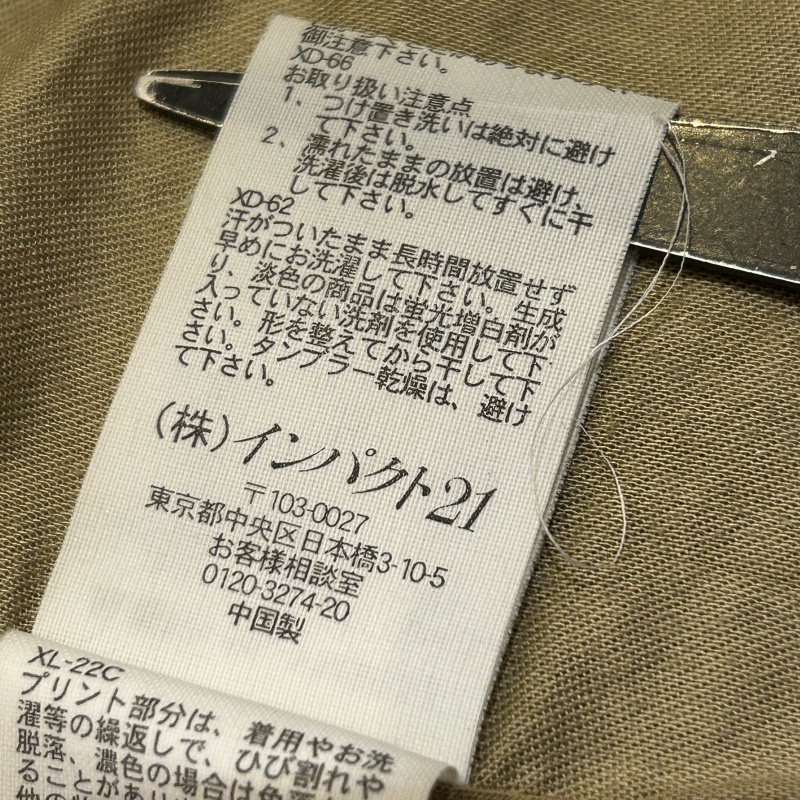 御注意下さい。
XD-66
お取り扱い注意点
1、つけ置き洗いは絶対に避け
て下さい。
2、濡れたままの放置は避け、
洗濯後は脱水してすぐに干
して下さい。
XD-62
汗がついたまま長時間放置せず
早めにお洗濯して下さい。生成
り、淡色の商品は蛍光増白剤が
入っていない洗剤を使用して下
さい。形を整えてから干して下
さい。タンブラー乾燥は、避け
て下さい。
(株)インパクト21
〒103-0027
東京都中央区日本橋3-10-5
お客様相談室
0120-3274-20
中国製
XL-22C
プリント部分は、着用やお洗
濯等の繰返しで、ひび割れや
脱落、濃色の場合は
ることがあり